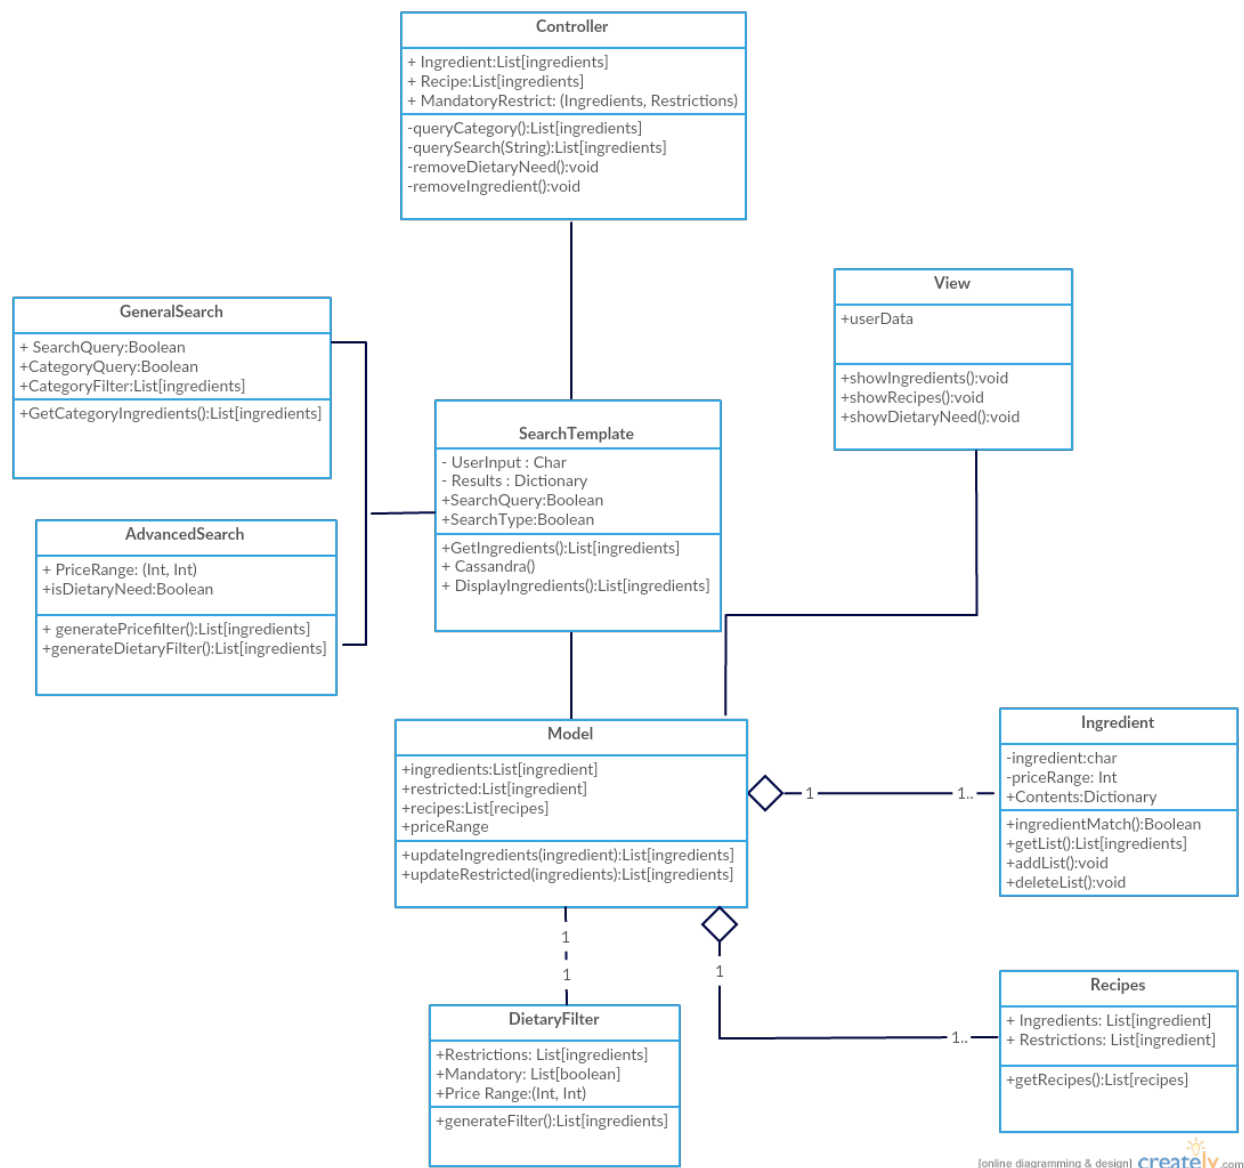 Controller
+ Ingredient:List[ingredients]
+ Recipe:List[ingredients]
+ MandatoryRestrict: (Ingredients, Restrictions)
-queryCategory():List[ingredients]
-querySearch(String):List[ingredients]
-removeDietaryNeed():void
-removeIngredient():void
View
+userData
+showIngredients():void
+showRecipes():void
+showDietaryNeed():void
GeneralSearch
+ SearchQuery:Boolean
+CategoryQuery:Boolean
+CategoryFilter:List[ingredients]
+GetCategoryIngredients():List[ingredients]
SearchTemplate
- UserInput : Char
- Results : Dictionary
+SearchQuery:Boolean
+SearchType:Boolean
+GetIngredients():List[ingredients]
+ Cassandra()
+ DisplayIngredients():List[ingredients]
AdvancedSearch
+ PriceRange: (Int, Int)
+isDietaryNeed:Boolean
+ generatePricefilter():List[ingredients]
+generateDietaryFilter():List[ingredients]
Model
+ingredients:List[ingredient]
+restricted:List[ingredient]
+recipes:List[recipes]
+priceRange
+updateIngredients(ingredient):List[ingredients]
+updateRestricted(ingredients):List[ingredients]
1
1..
Ingredient
-ingredient:char
-priceRange: Int
+Contents:Dictionary
+ingredientMatch():Boolean
+getList():List[ingredients]
+addList():void
+deleteList():void
1
1
1
1..
DietaryFilter
+Restrictions: List[ingredients]
+Mandatory: List[boolean]
+Price Range:(Int, Int)
+generateFilter():List[ingredients]
Recipes
+ Ingredients: List[ingredient]
+ Restrictions: List[ingredient]
+getRecipes():List[recipes]
[online diagramming & design] creately.com